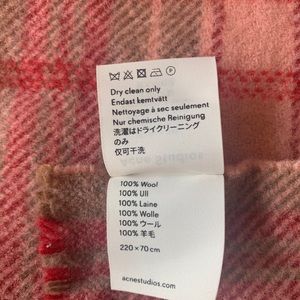 Dry clean only
Endast kemtvätt
Nettoyage à sec seulement
Nur chemische Reinigung
洗濯はドライクリーニング
のみ
仅可干洗
Acne Studios
100% Wool
100% Ull
100% Laine
100% Wolle
100% ウール
100% 羊毛
220 × 70 cm
acnestudios.com